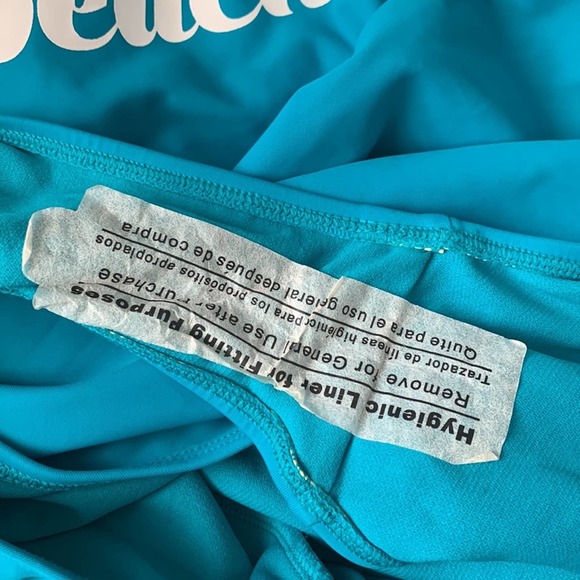 Hygienic Liner for Fitting Purposes
Remove for General Use after Purchase
Trazador de líneas higiénico para los propósitos apropiados
Quite para el uso general después de compra